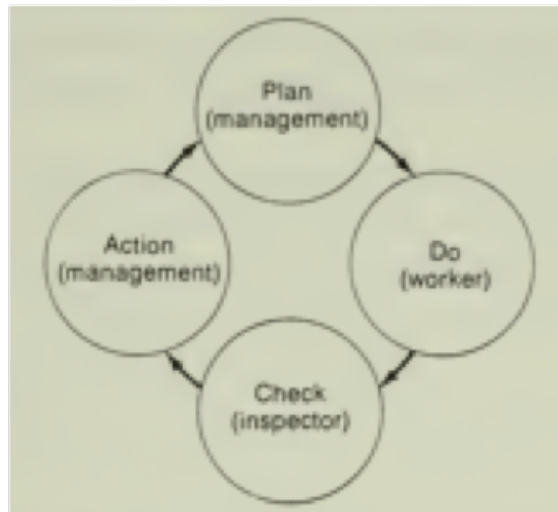 Plan
(management)
Do
(worker)
Check
(inspector)
Action
(management)